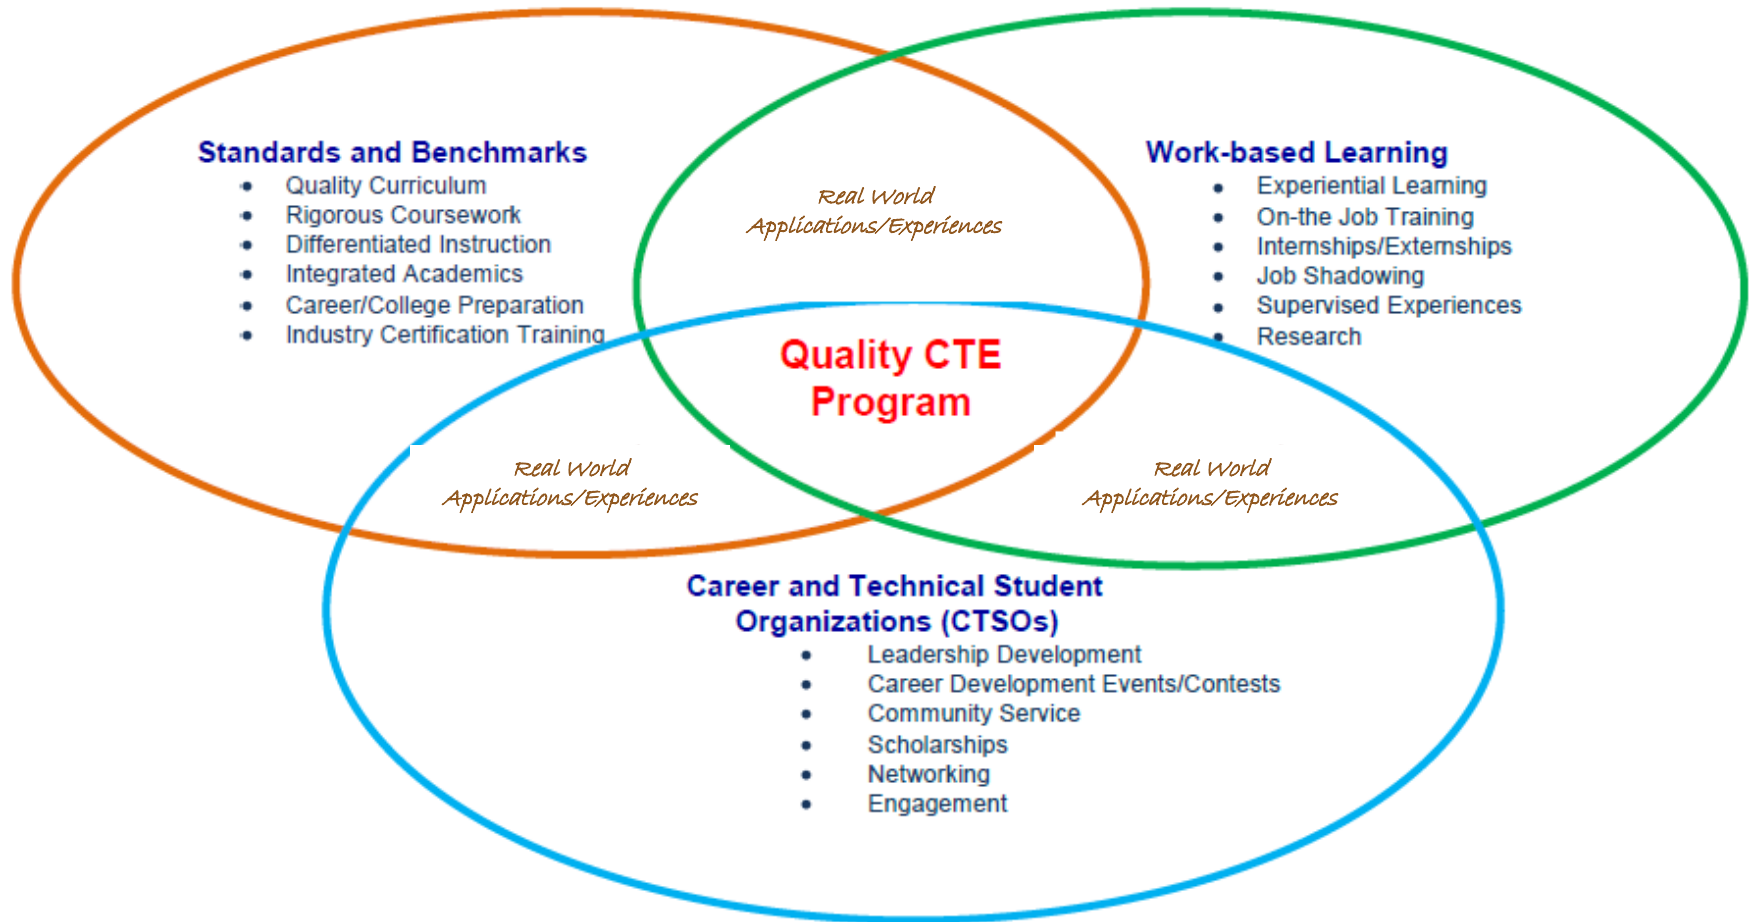 Standards and Benchmarks
• Quality Curriculum
• Rigorous Coursework
• Differentiated Instruction
• Integrated Academics
• Career/College Preparation
• Industry Certification Training
Real World
Applications/Experiences
Work-based Learning
• Experiential Learning
• On-the Job Training
• Internships/Externships
• Job Shadowing
• Supervised Experiences
• Research
Quality CTE
Program
Real World
Applications/Experiences
Real World
Applications/Experiences
Career and Technical Student
Organizations (CTSOs)
• Leadership Development
• Career Development Events/Contests
• Community Service
• Scholarships
• Networking
• Engagement